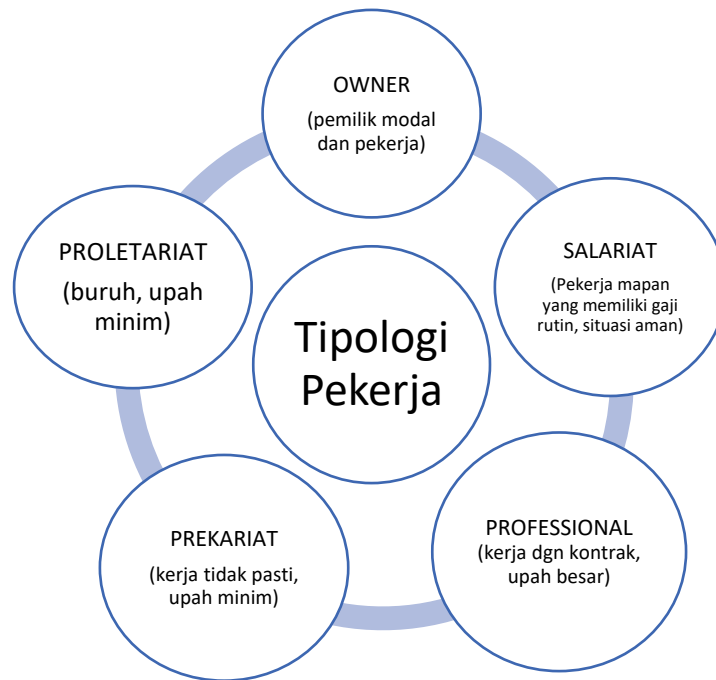 OWNER
(pemilik modal
dan pekerja)
SALARIAT
(Pekerja mapan
yang memiliki gaji
rutin, situasi aman)
PROFESSIONAL
(kerja dgn kontrak,
upah besar)
PREKARIAT
(kerja tidak pasti,
upah minim)
PROLETARIAT
(buruh, upah
minim)
Tipologi
Pekerja